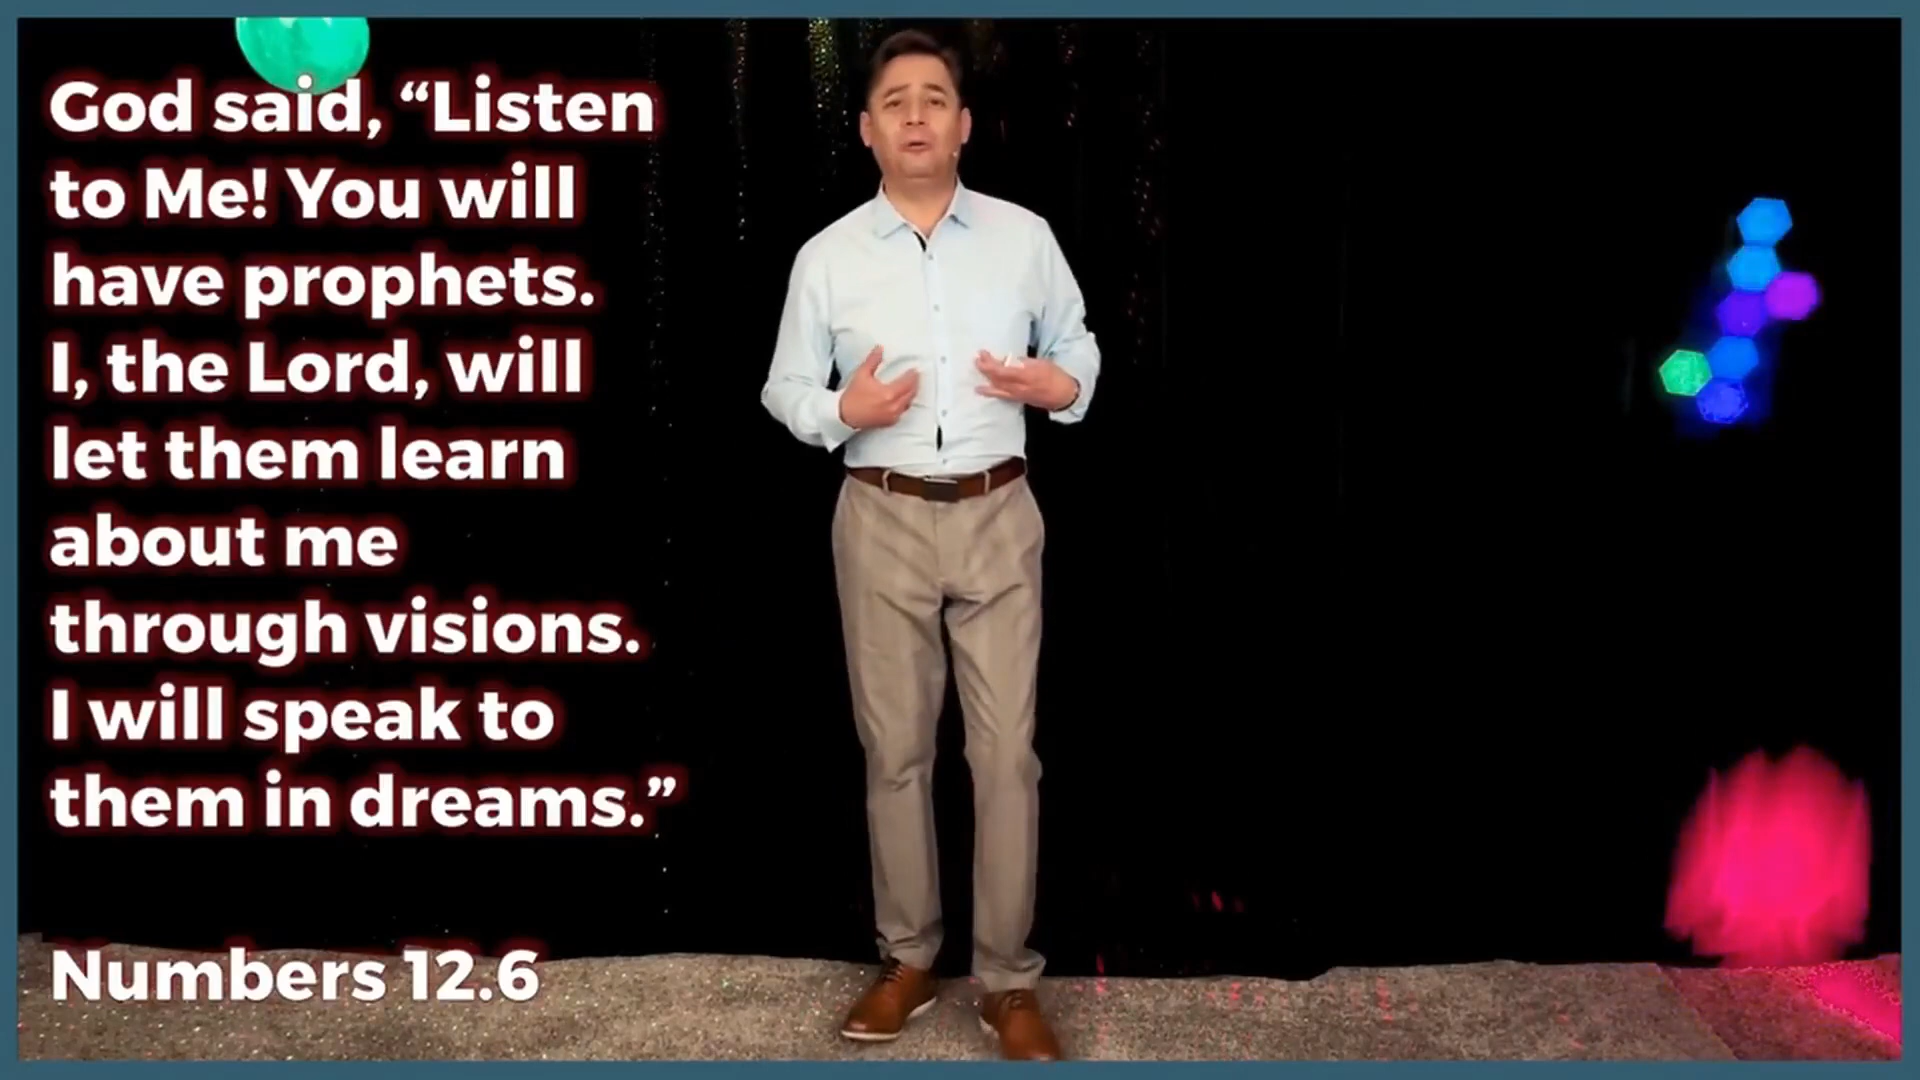 God said, “Listen
to Me! You will
have prophets.
I, the Lord, will
let them learn
about me
through visions.
I will speak to
them in dreams.”
Numbers 12.6